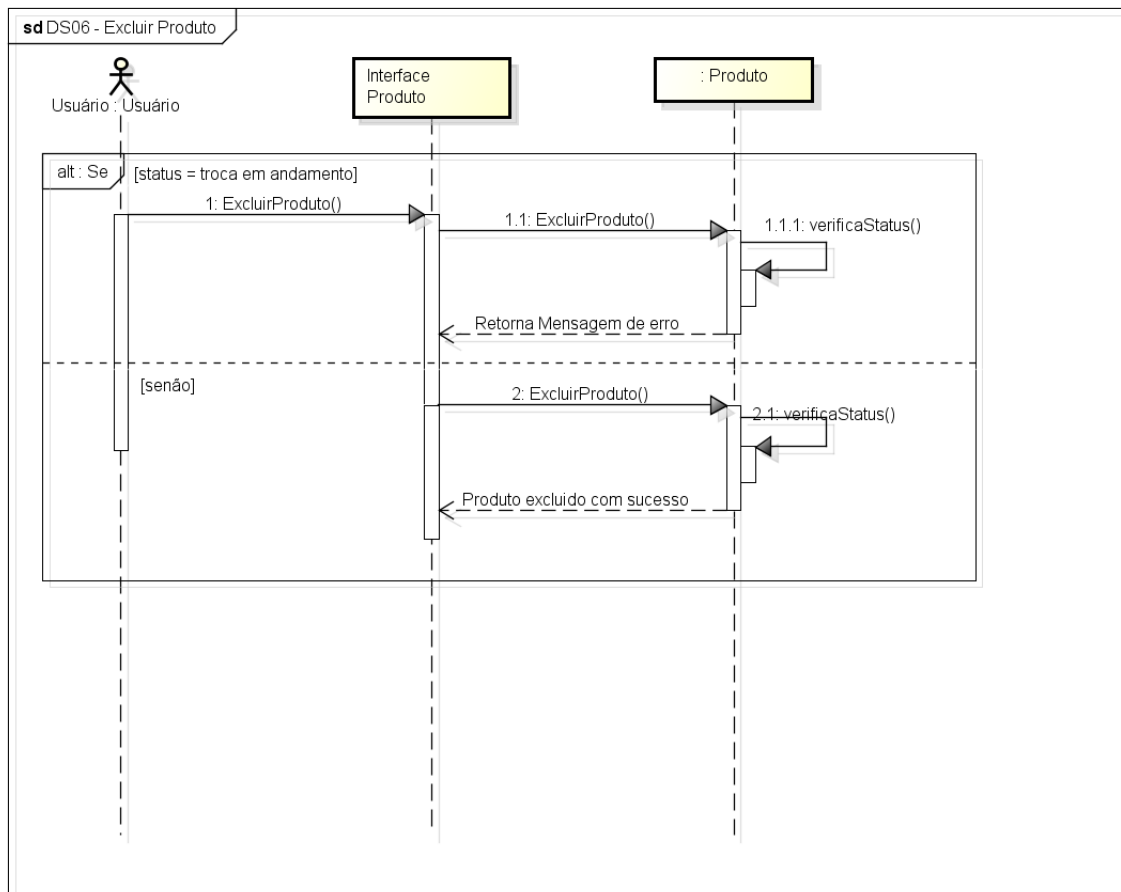 sd DS06 - Excluir Produto
Usuário : Usuário
Interface
Produto
: Produto
alt : Se
[status = troca em andamento]
1: ExcluirProduto()
1.1: ExcluirProduto()
1.1.1: verificaStatus()
Retorna Mensagem de erro
[senão]
2: ExcluirProduto()
2.1: verificaStatus()
Produto excluido com sucesso